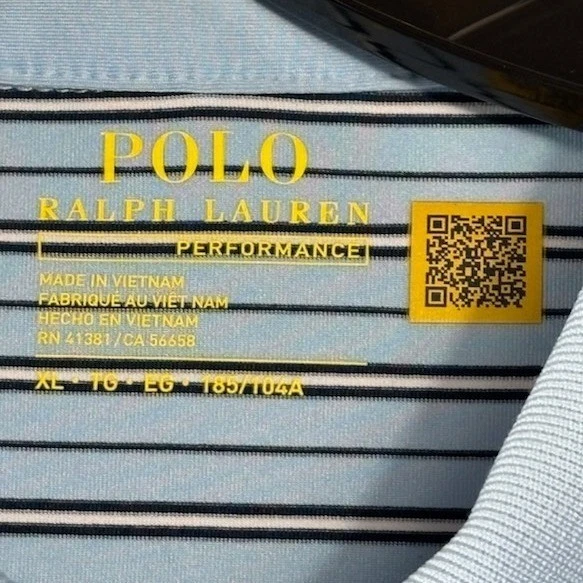 POLO
RALPH LAUREN
PERFORMANCE
MADE IN VIETNAM
FABRIQUÉ AU VIÊT NAM
HECHO EN VIETNAM
RN 41381/CA 56658
XL · TG · EG · 185/104A